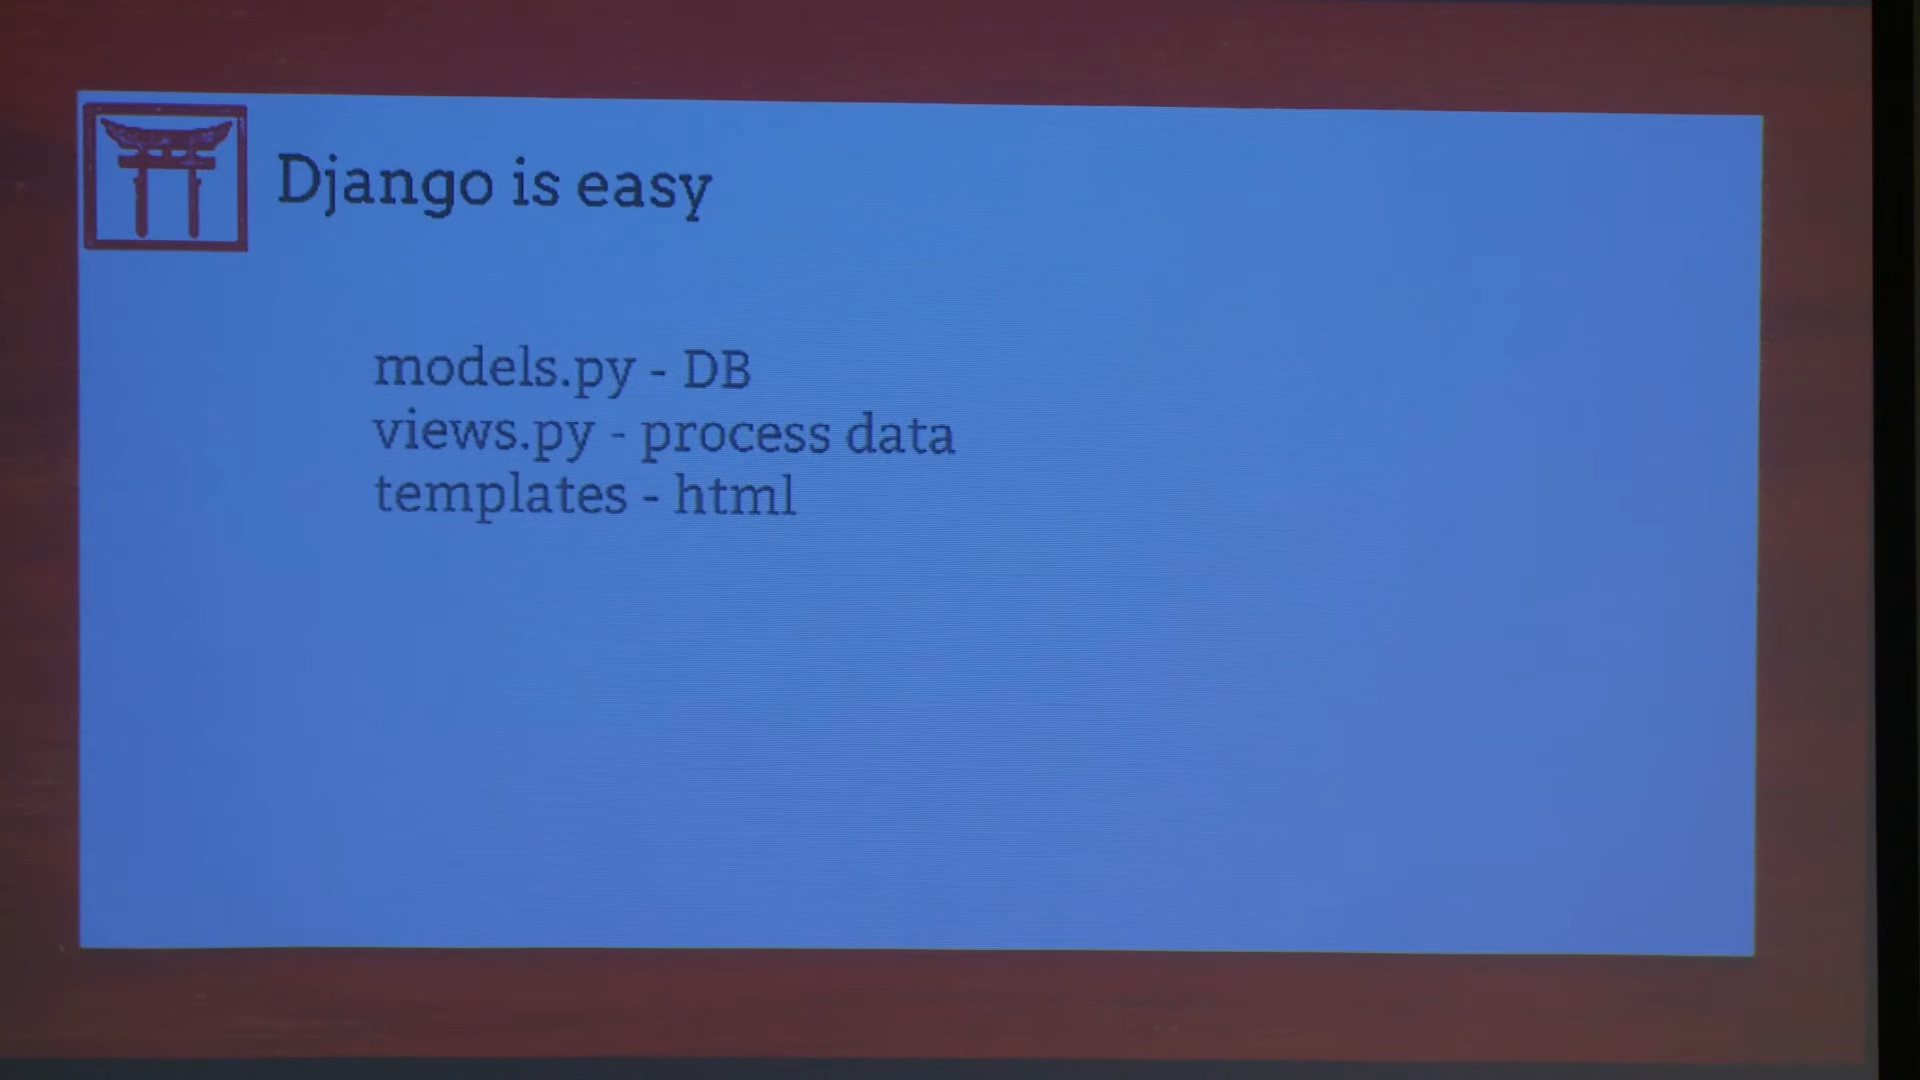 Django is easy
models.py - DB
views.py - process data
templates - html